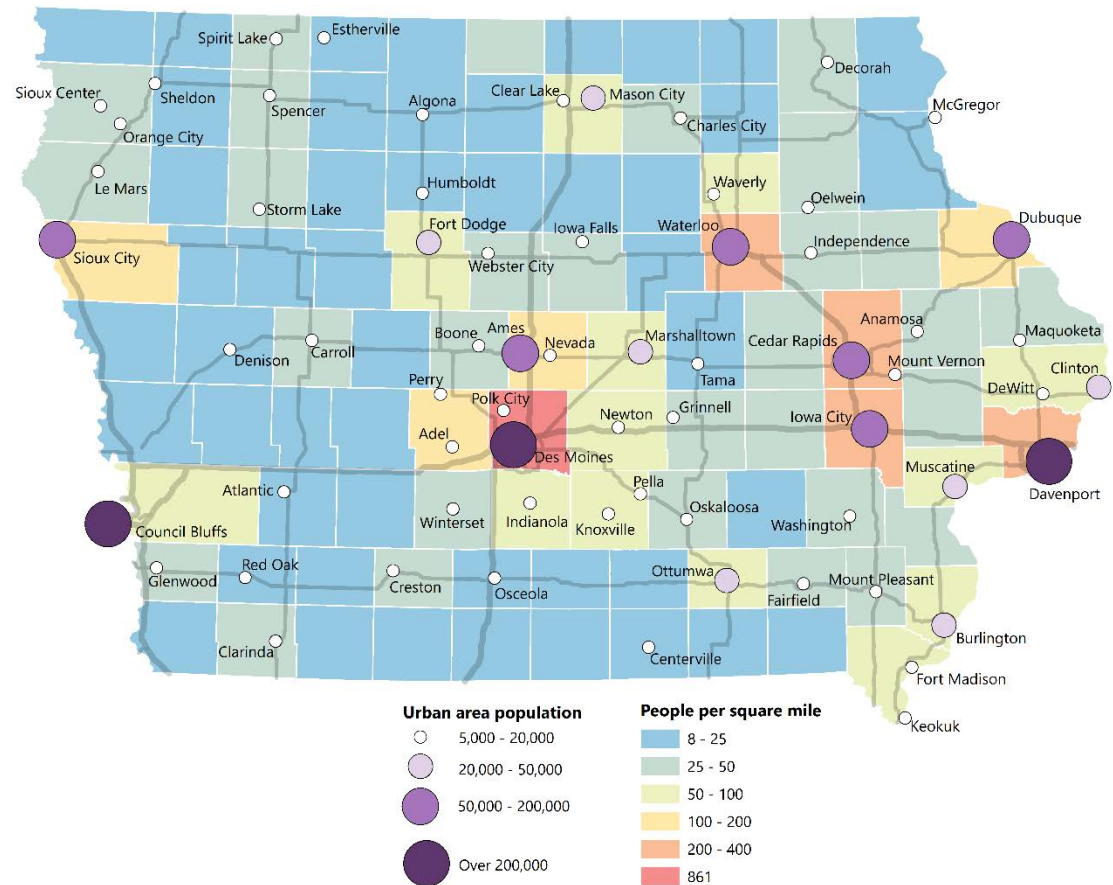 Spirit Lake
Estherville
Decorah
Sioux Center
Sheldon
Spencer
Algona
Clear Lake
Mason City
Charles City
McGregor
Orange City
Le Mars
Humboldt
Waverly
Storm Lake
Oelwein
Fort Dodge
Iowa Falls
Waterloo
Dubuque
Sioux City
Webster City
Independence
Denison
Carroll
Boone
Ames
Nevada
Marshalltown
Cedar Rapids
Anamosa
Maquoketa
Tama
Mount Vernon
Clinton
DeWitt
Perry
Polk City
Adel
Newton
Grinnell
Iowa City
Des Moines
Muscatine
Davenport
Atlantic
Pella
Council Bluffs
Winterset
Indianola
Knoxville
Oskaloosa
Washington
Glenwood
Red Oak
Creston
Osceola
Ottumwa
Fairfield
Mount Pleasant
Clarinda
Centerville
Burlington
Fort Madison
Keokuk
Urban area population
5,000 - 20,000
20,000 - 50,000
50,000 - 200,000
Over 200,000
People per square mile
8 - 25
25 - 50
50 - 100
100 - 200
200 - 400
861